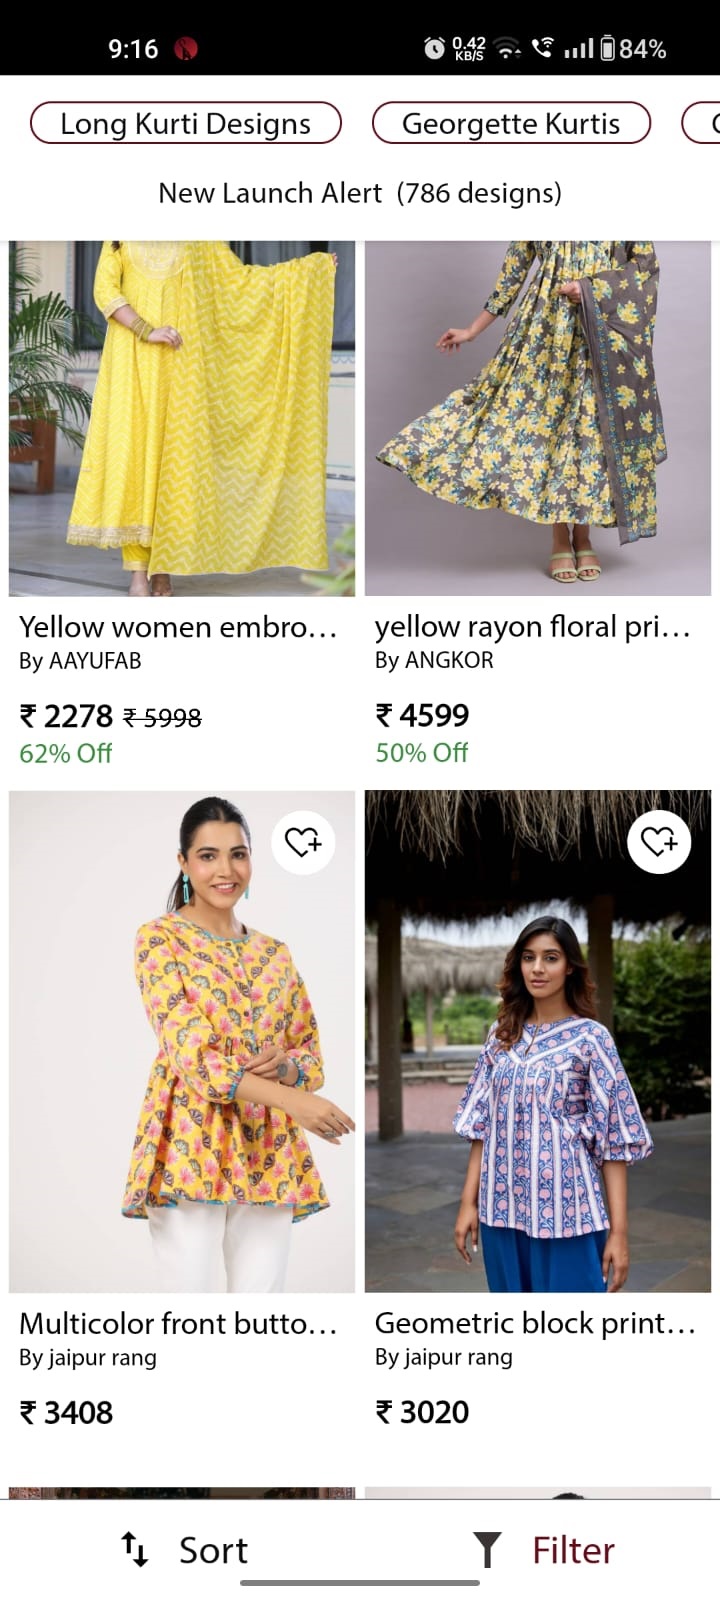 9:16
0.42
KB/S
84%
Long Kurti Designs
Georgette Kurtis
New Launch Alert (786 designs)
Yellow women embro...
By AAYUFAB
₹ 2278 ₹ 5998
62% Off
yellow rayon floral pri...
By ANGKOR
₹ 4599
50% Off
Multicolor front butto...
By jaipur rang
₹ 3408
Geometric block print...
By jaipur rang
₹ 3020
Sort
Filter